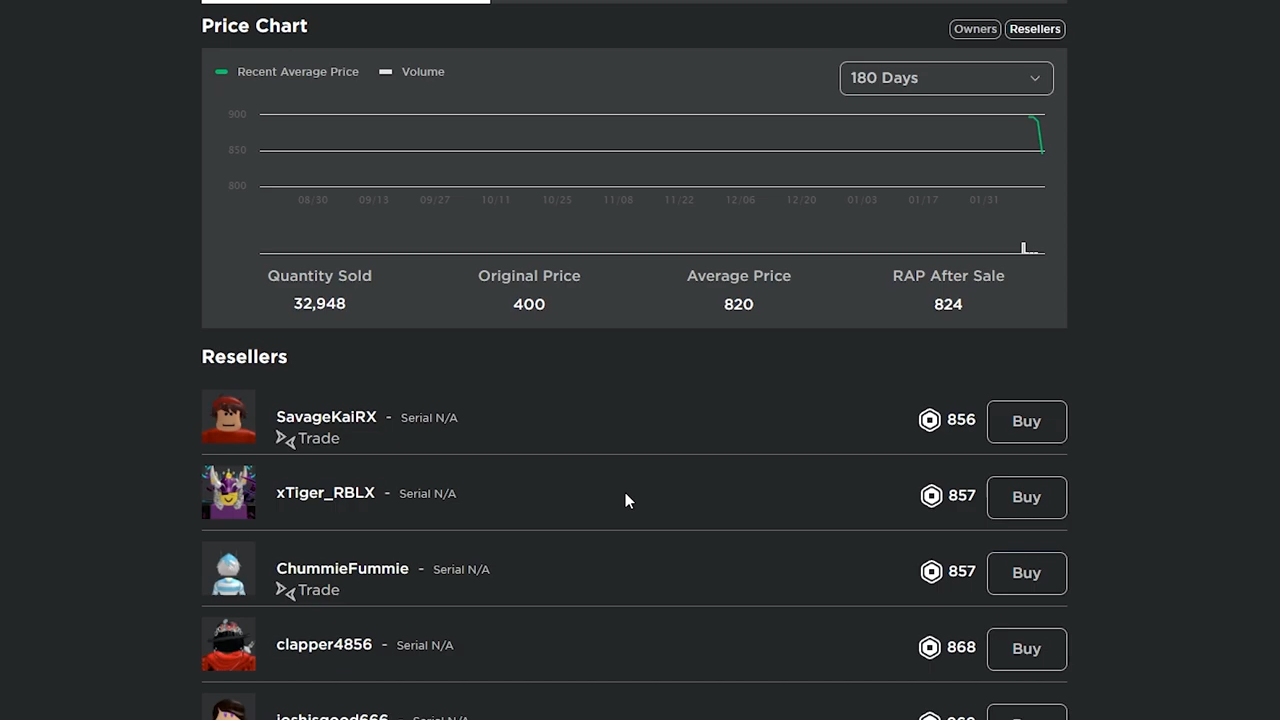 Price Chart
Owners
Resellers
Recent Average Price
Volume
180 Days
900
850
800
08/30 09/13 09/27 10/11 10/25 11/08 11/22 12/06 12/20 01/03 01/17 01/31
Quantity Sold Original Price Average Price RAP After Sale
32,948 400 820 824
Resellers
SavageKaiRX - Serial N/A
Trade
856 Buy
xTiger_RBLX - Serial N/A
857 Buy
ChummieFummie - Serial N/A
Trade
857 Buy
clapper4856 - Serial N/A
868 Buy
joshisgood666 - Serial N/A